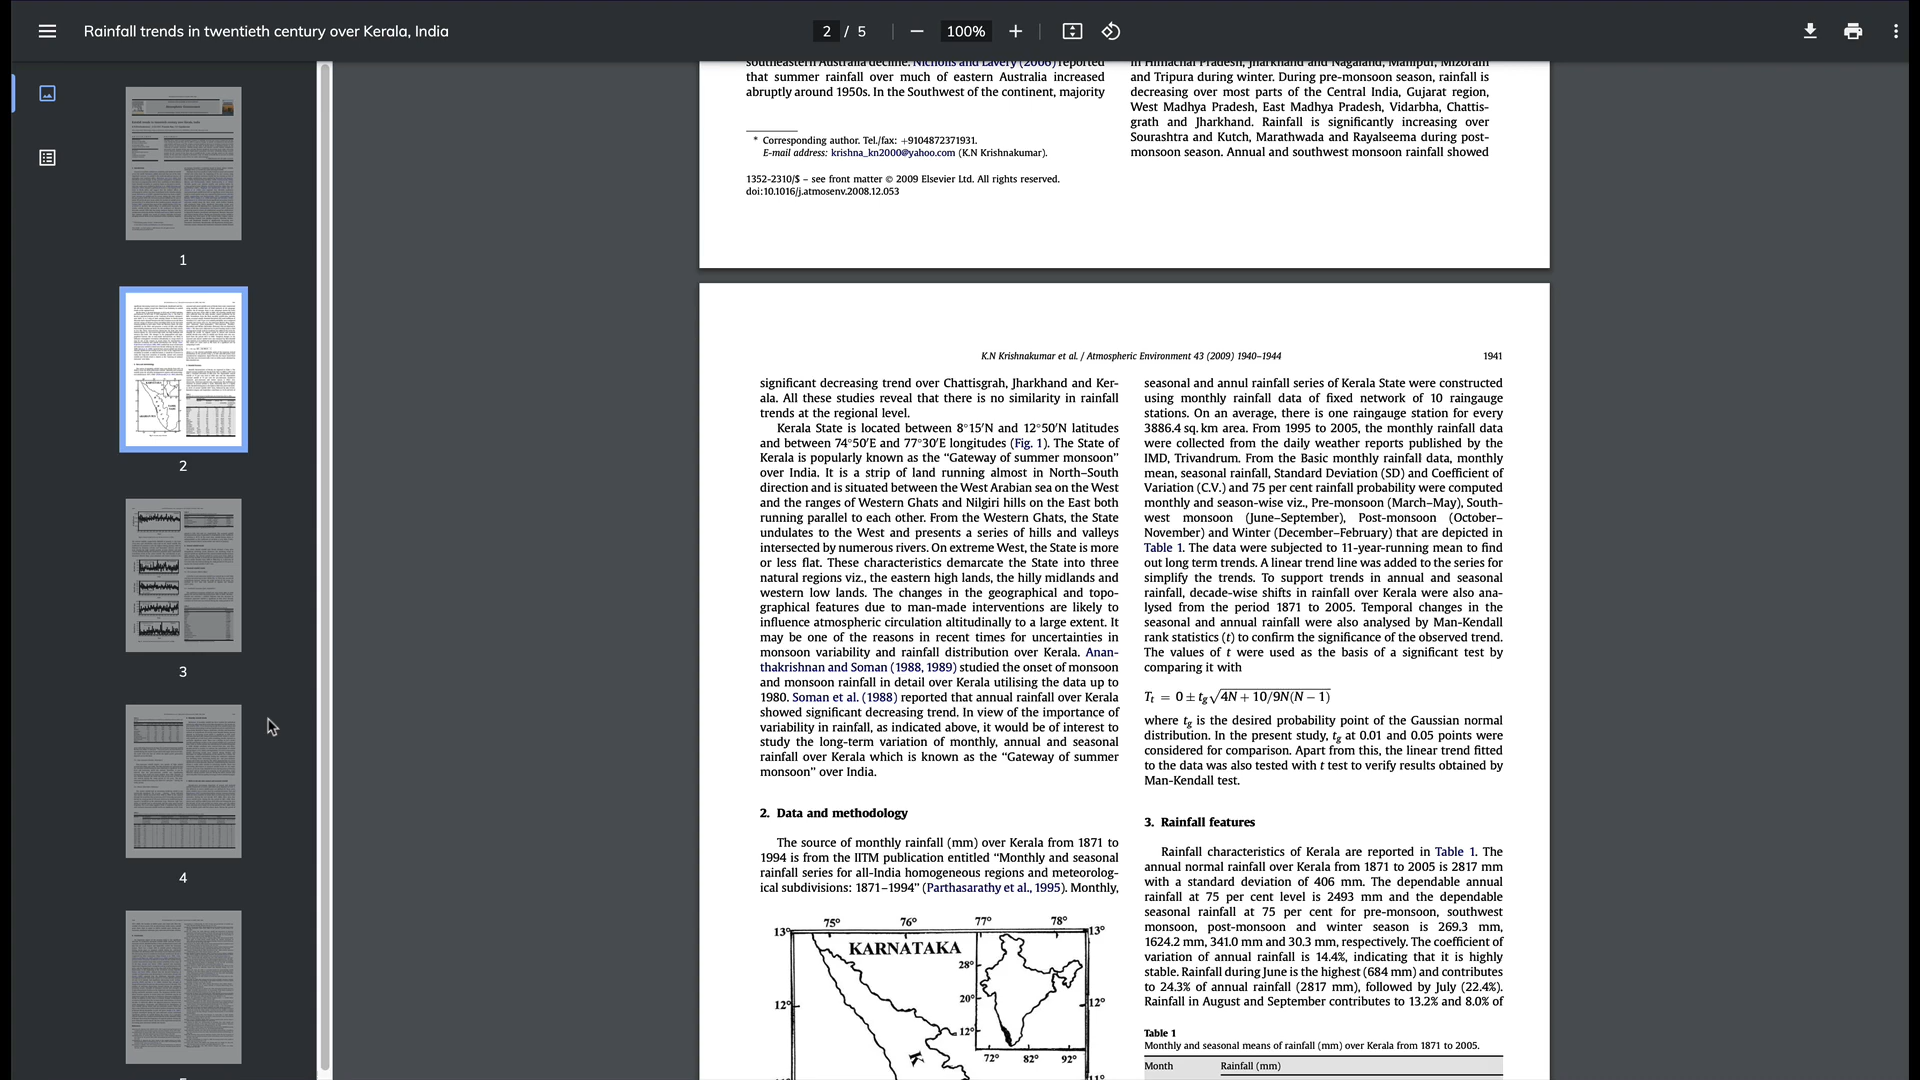 Rainfall trends in twentieth century over Kerala, India
2 / 5
100%
1
2
3
4
southeastern Australia decline. Nicholls and Lavery (2006) reported
that summer rainfall over much of eastern Australia increased
abruptly around 1950s. In the Southwest of the continent, majority
* Corresponding author. Tel./fax: +9104872371931.
E-mail address: krishna_kn2000@yahoo.com (K.N Krishnakumar).
1352-2310/$ – see front matter © 2009 Elsevier Ltd. All rights reserved.
doi:10.1016/j.atmosenv.2008.12.053
in Himachal Pradesh, Jharkhand and Nagaland, Manipur, Mizoram
and Tripura during winter. During pre-monsoon season, rainfall is
decreasing over most parts of the Central India, Gujarat region,
West Madhya Pradesh, East Madhya Pradesh, Vidarbha, Chattis-
grath and Jharkhand. Rainfall is significantly increasing over
Sourashtra and Kutch, Marathwada and Rayalseema during post-
monsoon season. Annual and southwest monsoon rainfall showed
K.N Krishnakumar et al. / Atmospheric Environment 43 (2009) 1940–1944
1941
significant decreasing trend over Chattisgrah, Jharkhand and Ker-
ala. All these studies reveal that there is no similarity in rainfall
trends at the regional level.
Kerala State is located between 8°15′N and 12°50′N latitudes
and between 74°50′E and 77°30′E longitudes (Fig. 1). The State of
Kerala is popularly known as the “Gateway of summer monsoon”
over India. It is a strip of land running almost in North–South
direction and is situated between the West Arabian sea on the West
and the ranges of Western Ghats and Nilgiri hills on the East both
running parallel to each other. From the Western Ghats, the State
undulates to the West and presents a series of hills and valleys
intersected by numerous rivers. On extreme West, the State is more
or less flat. These characteristics demarcate the State into three
natural regions viz., the eastern high lands, the hilly midlands and
western low lands. The changes in the geographical and topo-
graphical features due to man-made interventions are likely to
influence atmospheric circulation altitudinally to a large extent. It
may be one of the reasons in recent times for uncertainties in
monsoon variability and rainfall distribution over Kerala. Anan-
thakrishnan and Soman (1988, 1989) studied the onset of monsoon
and monsoon rainfall in detail over Kerala utilising the data up to
1980. Soman et al. (1988) reported that annual rainfall over Kerala
showed significant decreasing trend. In view of the importance of
variability in rainfall, as indicated above, it would be of interest to
study the long-term variation of monthly, annual and seasonal
rainfall over Kerala which is known as the “Gateway of summer
monsoon” over India.
2. Data and methodology
The source of monthly rainfall (mm) over Kerala from 1871 to
1994 is from the IITM publication entitled “Monthly and seasonal
rainfall series for all-India homogeneous regions and meteorolog-
ical subdivisions: 1871–1994” (Parthasarathy et al., 1995). Monthly,
75° 76° 77° 78°
13° 13°
KARNATAKA
28°
20°
12° 12°
12°
K
72° 82° 92°
11°
seasonal and annul rainfall series of Kerala State were constructed
using monthly rainfall data of fixed network of 10 raingauge
stations. On an average, there is one raingauge station for every
3886.4 sq. km area. From 1995 to 2005, the monthly rainfall data
were collected from the daily weather reports published by the
IMD, Trivandrum. From the Basic monthly rainfall data, monthly
mean, seasonal rainfall, Standard Deviation (SD) and Coefficient of
Variation (C.V.) and 75 per cent rainfall probability were computed
monthly and season-wise viz., Pre-monsoon (March–May), South-
west monsoon (June–September), Post-monsoon (October–
November) and Winter (December–February) that are depicted in
Table 1. The data were subjected to 11-year-running mean to find
out long term trends. A linear trend line was added to the series for
simplify the trends. To support trends in annual and seasonal
rainfall, decade-wise shifts in rainfall over Kerala were also ana-
lysed from the period 1871 to 2005. Temporal changes in the
seasonal and annual rainfall were also analysed by Man-Kendall
rank statistics (t) to confirm the significance of the observed trend.
The values of t were used as the basis of a significant test by
comparing it with
Tt = 0 ± tg√4N + 10/9N(N − 1)
where tg is the desired probability point of the Gaussian normal
distribution. In the present study, tg at 0.01 and 0.05 points were
considered for comparison. Apart from this, the linear trend fitted
to the data was also tested with t test to verify results obtained by
Man-Kendall test.
3. Rainfall features
Rainfall characteristics of Kerala are reported in Table 1. The
annual normal rainfall over Kerala from 1871 to 2005 is 2817 mm
with a standard deviation of 406 mm. The dependable annual
rainfall at 75 per cent level is 2493 mm and the dependable
seasonal rainfall at 75 per cent for pre-monsoon, southwest
monsoon, post-monsoon and winter season is 269.3 mm,
1624.2 mm, 341.0 mm and 30.3 mm, respectively. The coefficient of
variation of annual rainfall is 14.4%, indicating that it is highly
stable. Rainfall during June is the highest (684 mm) and contributes
to 24.3% of annual rainfall (2817 mm), followed by July (22.4%).
Rainfall in August and September contributes to 13.2% and 8.0% of
Table 1
Monthly and seasonal means of rainfall (mm) over Kerala from 1871 to 2005.
Month Rainfall (mm)